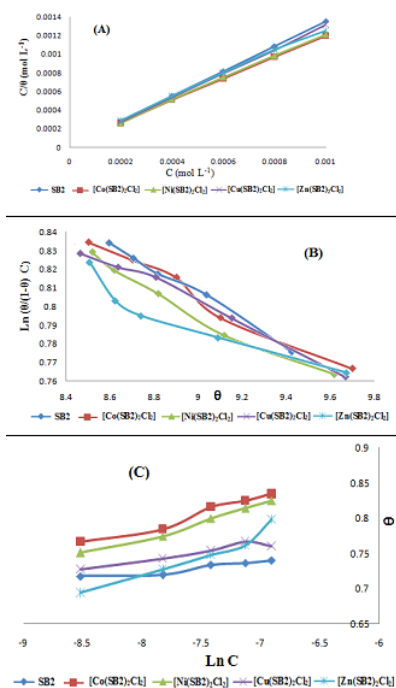 (A)
C/θ (mol L⁻¹)
0.0014
0.0012
0.001
0.0008
0.0006
0.0004
0.0002
0
0 0.0002 0.0004 0.0006 0.0008 0.001
C (mol L⁻¹)
SB2 [Co(SB2)₂Cl₂] [Ni(SB2)₂Cl₂] [Cu(SB2)₂Cl₂] [Zn(SB2)₂Cl₂]
(B)
Ln (θ/(1-θ) C)
0.84
0.83
0.82
0.81
0.8
0.79
0.78
0.77
0.76
8.4 8.6 8.8 9 9.2 9.4 9.6 9.8
θ
SB2 [Co(SB2)₂Cl₂] [Ni(SB2)₂Cl₂] [Cu(SB2)₂Cl₂] [Zn(SB2)₂Cl₂]
(C)
0.9
0.85
0.8
0.75
0.7
0.65
θ
-9 -8.5 -8 -7.5 -7 -6.5 -6
Ln C
SB2 [Co(SB2)₂Cl₂] [Ni(SB2)₂Cl₂] [Cu(SB2)₂Cl₂] [Zn(SB2)₂Cl₂]